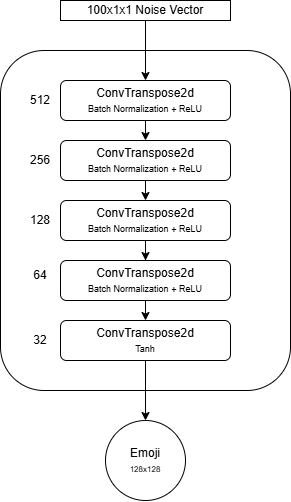 100x1x1 Noise Vector
512
ConvTranspose2d
Batch Normalization + ReLU
256
ConvTranspose2d
Batch Normalization + ReLU
128
ConvTranspose2d
Batch Normalization + ReLU
64
ConvTranspose2d
Batch Normalization + ReLU
32
ConvTranspose2d
Tanh
Emoji
128x128